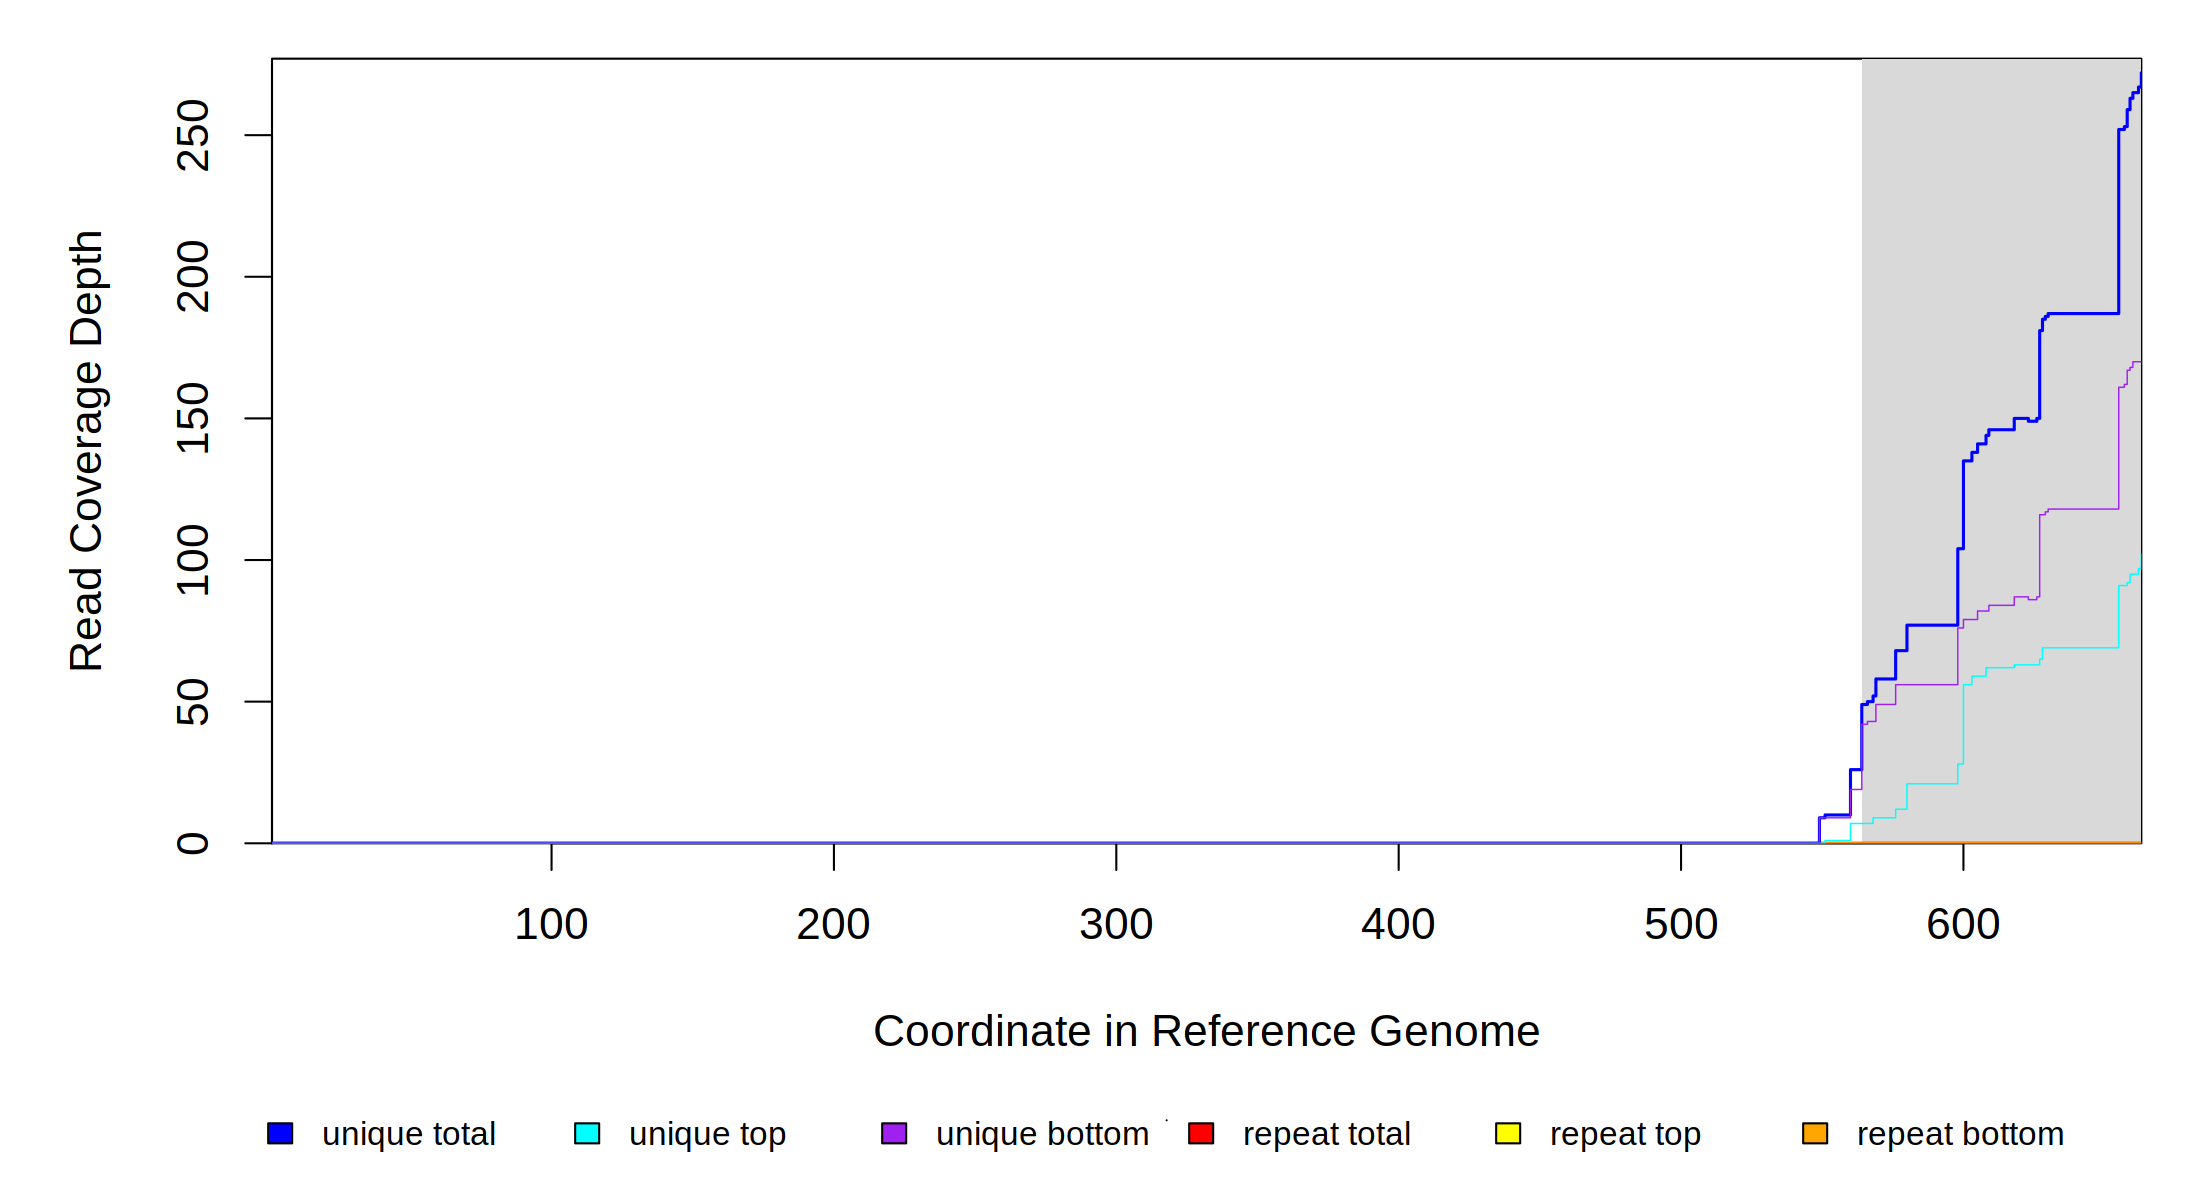 Read Coverage Depth
250
200
150
100
50
0
100 200 300 400 500 600
Coordinate in Reference Genome
unique total unique top unique bottom repeat total repeat top repeat bottom